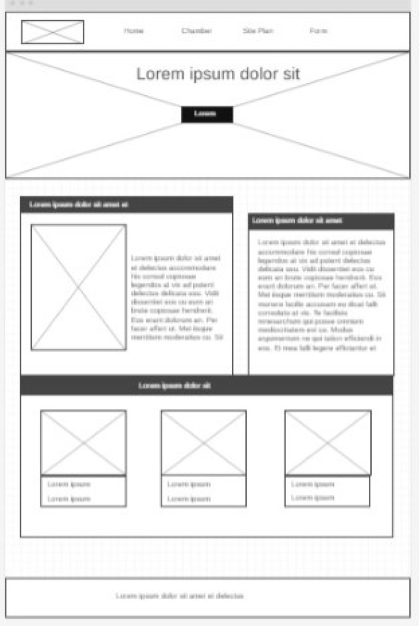 Home Chamber Site Plan Form
Lorem ipsum dolor sit
Lorem
Lorem ipsum dolor sit amet et
Lorem ipsum dolor sit amet
et delectus accommodare
his consul copiosae
legendos at vis ad putent
delectus delicata usu. Vidit
dissentiet eos cu eum an
brute copiosae hendrerit.
Eos erant dolorum an. Per
facer affert ut. Mei iisque
mentitum moderatius cu. Sit
Lorem ipsum dolor sit amet
Lorem ipsum dolor sit amet et delectus
accommodare his consul copiosae
legendos at vis ad putent delectus
delicata usu. Vidit dissentiet eos cu
eum an brute copiosae hendrerit. Eos
erant dolorum an. Per facer affert ut.
Mei iisque mentitum moderatius cu. Sit
munere facilis accusam eu dicat falli
consulatu at vis. Te facilisis
mnesarchum qui posse omnium
mediocritatem est cu. Modus
argumentum ne qui tation efficiendi in
eos. Ei mea falli legere efficiantur et
Lorem ipsum dolor sit
Lorem ipsum
Lorem ipsum
Lorem ipsum
Lorem ipsum
Lorem ipsum
Lorem ipsum
Lorem ipsum dolor sit amet et delectus